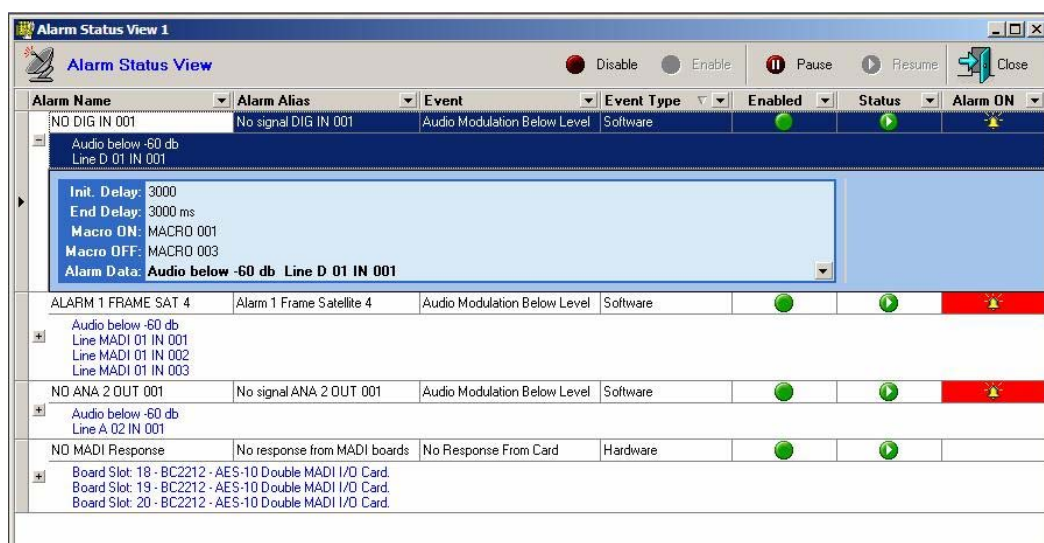 Alarm Status View 1
Alarm Status View Disable Enable Pause Resume Close
Alarm Name Alarm Alias Event Event Type Enabled Status Alarm ON
NO DIG IN 001 No signal DIG IN 001 Audio Modulation Below Level Software
Audio below -60 db
Line D 01 IN 001
Init. Delay: 3000
End Delay: 3000 ms
Macro ON: MACRO 001
Macro OFF: MACRO 003
Alarm Data: Audio below -60 db Line D 01 IN 001
ALARM 1 FRAME SAT 4 Alarm 1 Frame Satellite 4 Audio Modulation Below Level Software
Audio below -60 db
Line MADI 01 IN 001
Line MADI 01 IN 002
Line MADI 01 IN 003
NO ANA 2 OUT 001 No signal ANA 2 OUT 001 Audio Modulation Below Level Software
Audio below -60 db
Line A 02 IN 001
NO MADI Response No response from MADI boards No Response From Card Hardware
Board Slot: 18 - BC2212 - AES-10 Double MADI I/O Card.
Board Slot: 19 - BC2212 - AES-10 Double MADI I/O Card.
Board Slot: 20 - BC2212 - AES-10 Double MADI I/O Card.